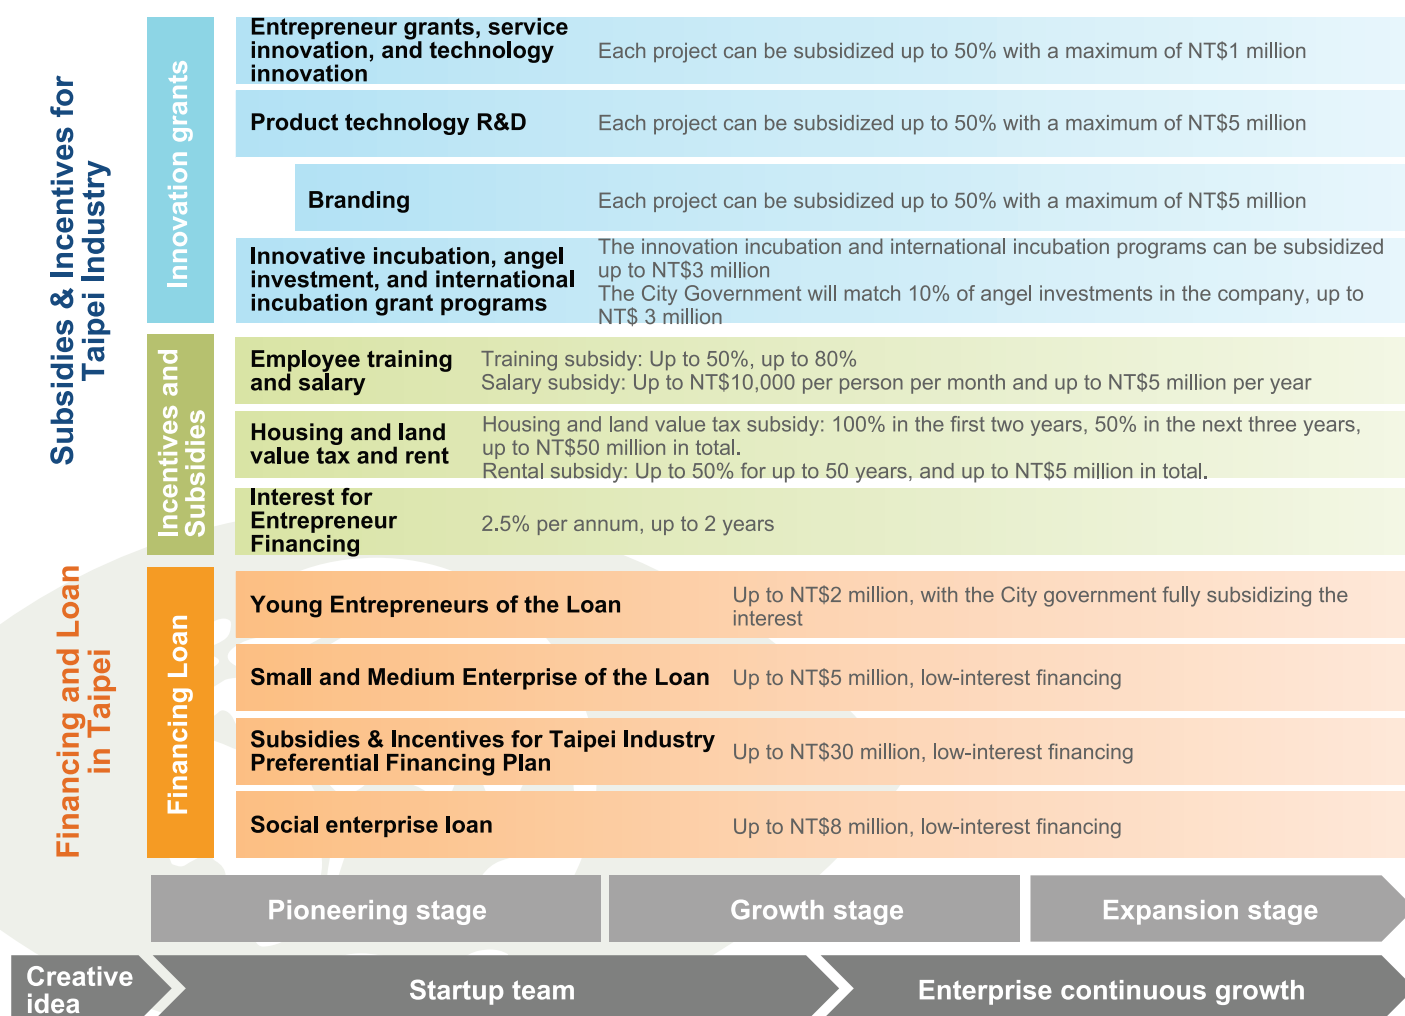 Subsidies & Incentives for
Taipei Industry
Innovation grants
Entrepreneur grants, service
innovation, and technology
innovation
Each project can be subsidized up to 50% with a maximum of NT$1 million
Product technology R&D
Each project can be subsidized up to 50% with a maximum of NT$5 million
Branding
Each project can be subsidized up to 50% with a maximum of NT$5 million
Innovative incubation, angel
investment, and international
incubation grant programs
The innovation incubation and international incubation programs can be subsidized
up to NT$3 million
The City Government will match 10% of angel investments in the company, up to
NT$ 3 million
Incentives and
Subsidies
Employee training
and salary
Training subsidy: Up to 50%, up to 80%
Salary subsidy: Up to NT$10,000 per person per month and up to NT$5 million per year
Housing and land
value tax and rent
Housing and land value tax subsidy: 100% in the first two years, 50% in the next three years,
up to NT$50 million in total.
Rental subsidy: Up to 50% for up to 50 years, and up to NT$5 million in total.
Interest for
Entrepreneur
Financing
2.5% per annum, up to 2 years
Financing and Loan
in Taipei
Financing Loan
Young Entrepreneurs of the Loan
Up to NT$2 million, with the City government fully subsidizing the
interest
Small and Medium Enterprise of the Loan
Up to NT$5 million, low-interest financing
Subsidies & Incentives for Taipei Industry
Preferential Financing Plan
Up to NT$30 million, low-interest financing
Social enterprise loan
Up to NT$8 million, low-interest financing
Pioneering stage
Growth stage
Expansion stage
Creative
idea
Startup team
Enterprise continuous growth